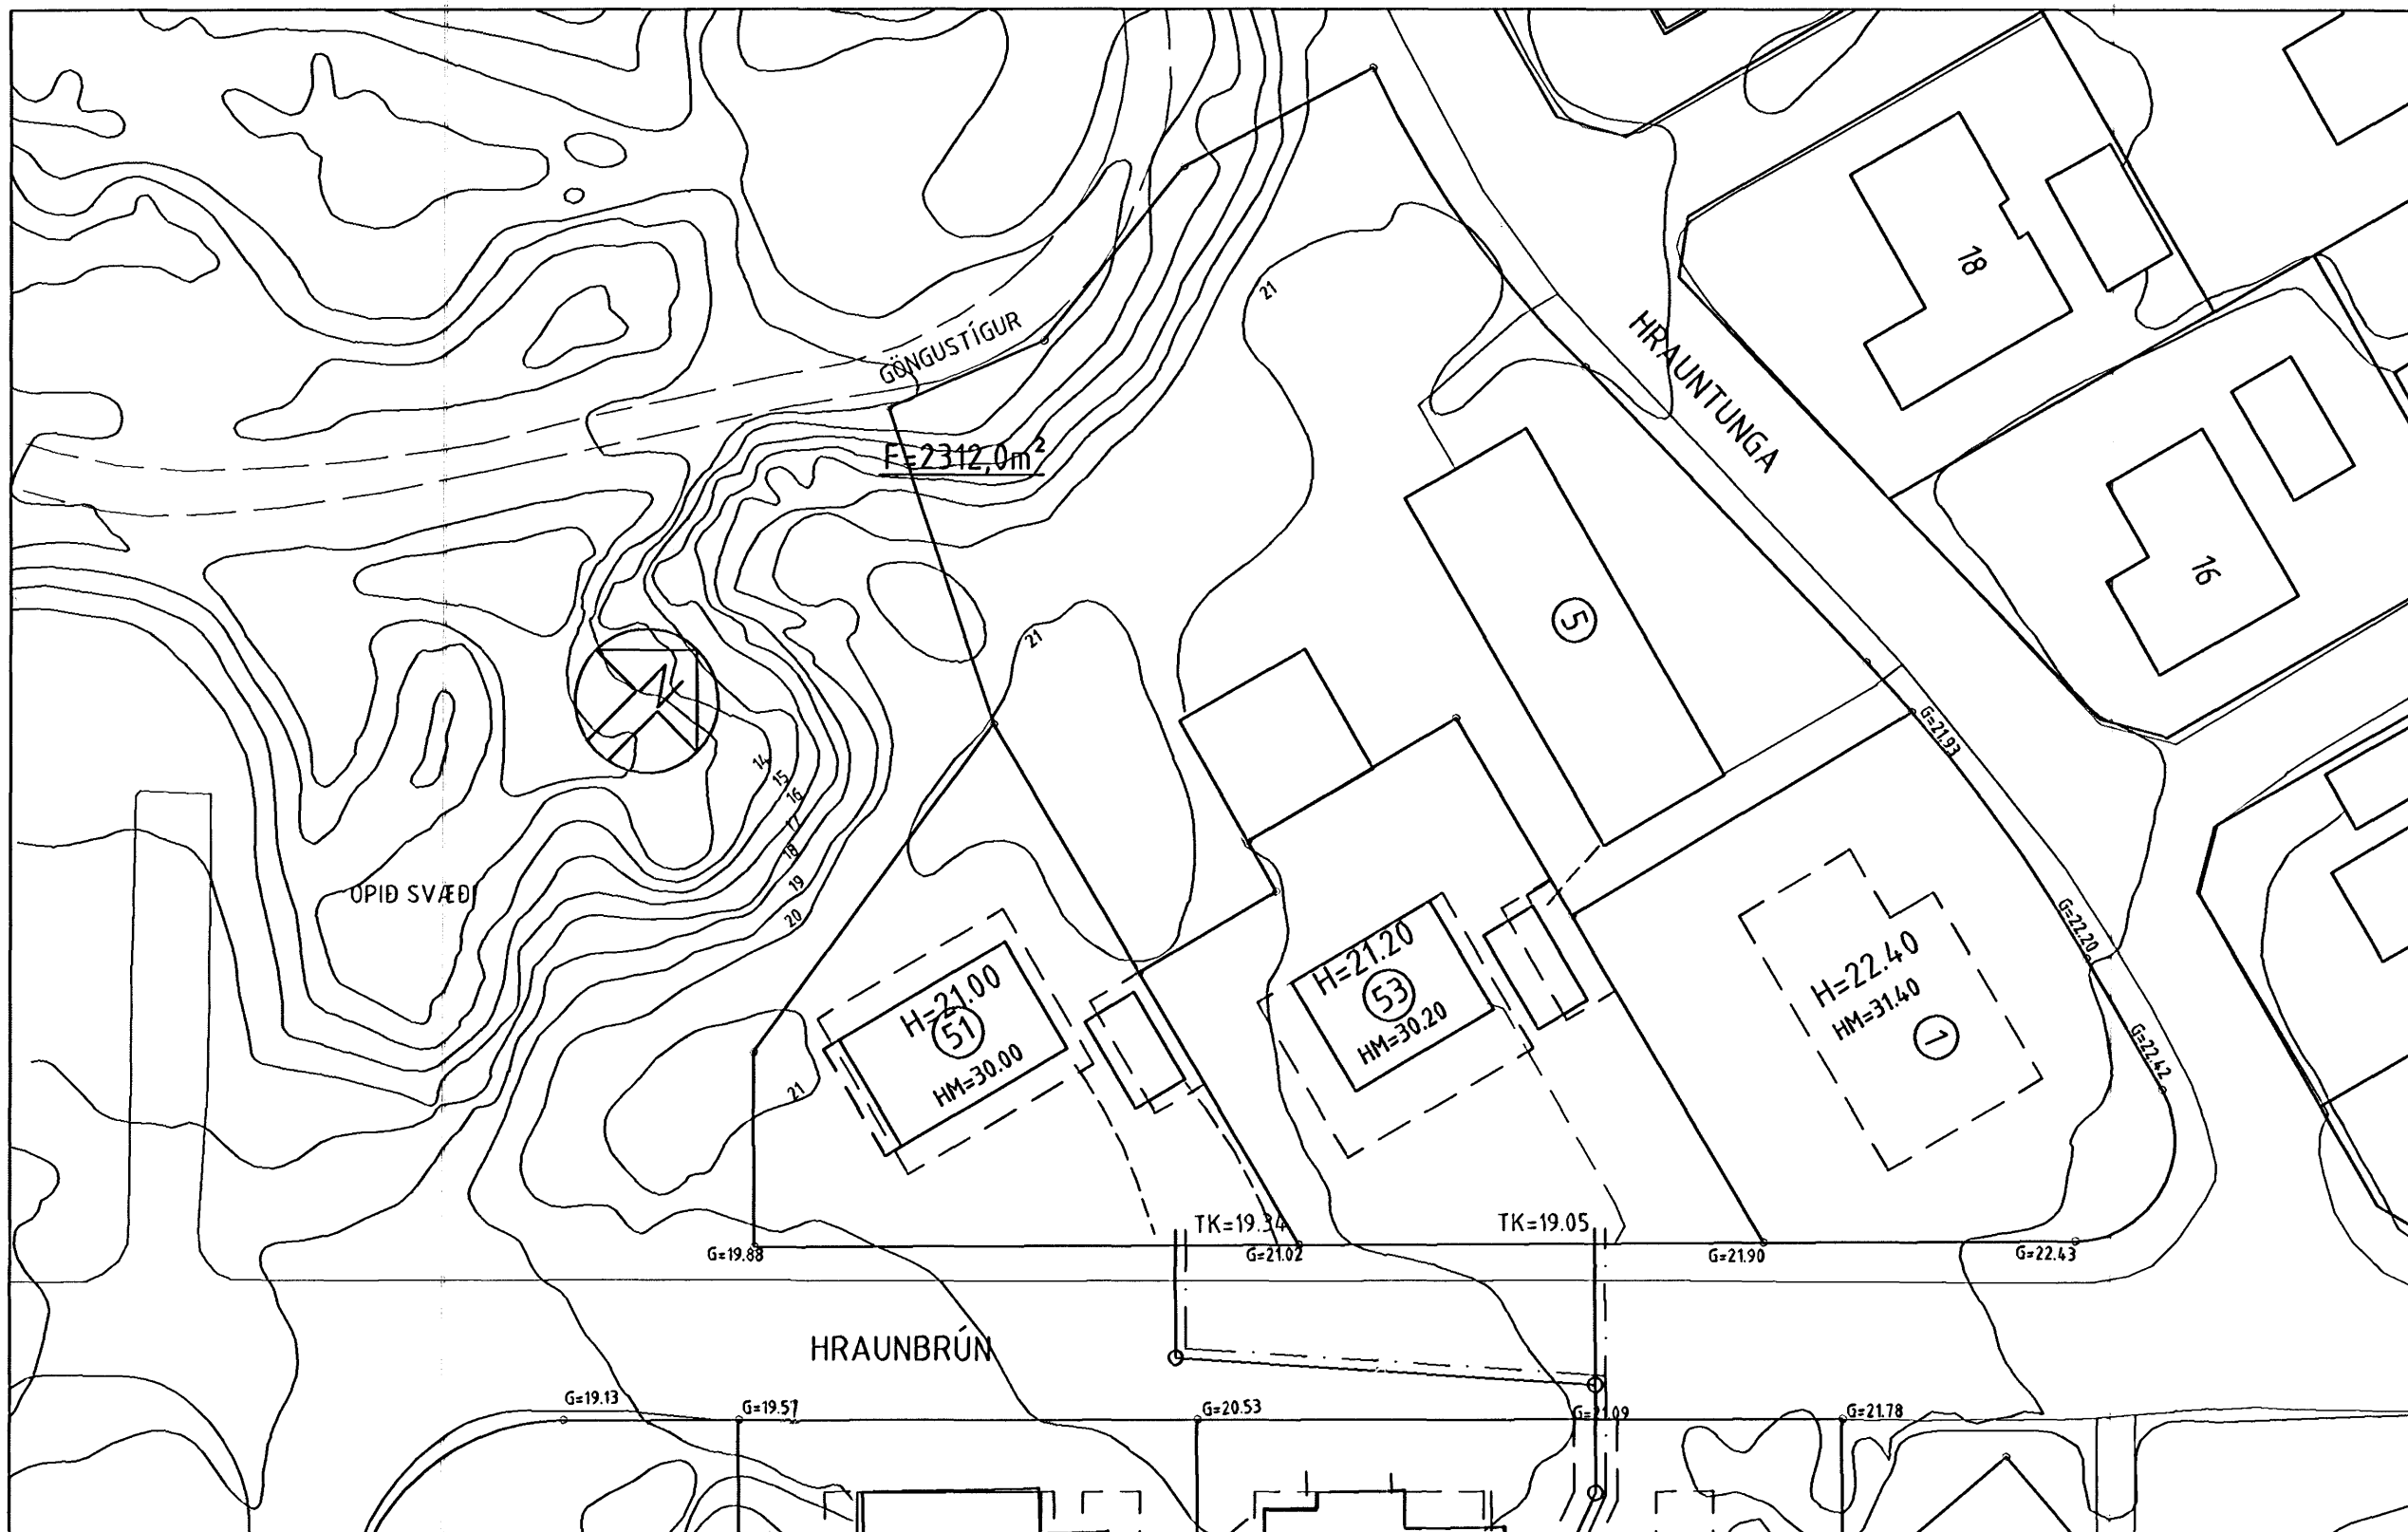 18
21
GÖNGUSTÍGUR
HRAUNTUNGA
F=2312,0m²
16
5
21
N
G=21.93
14
15
16
17
18
19
20
OPIÐ SVÆÐI
G=22.20
H=21.20
53
HM=30.20
H=22.40
HM=31.40
1
H=21.00
51
HM=30.00
G=22.42
21
TK=19.34
TK=19.05
G=19.88
G=21.02
G=21.90
G=22.43
HRAUNBRÚN
G=19.13
G=19.57
G=20.53
G=21.09
G=21.78